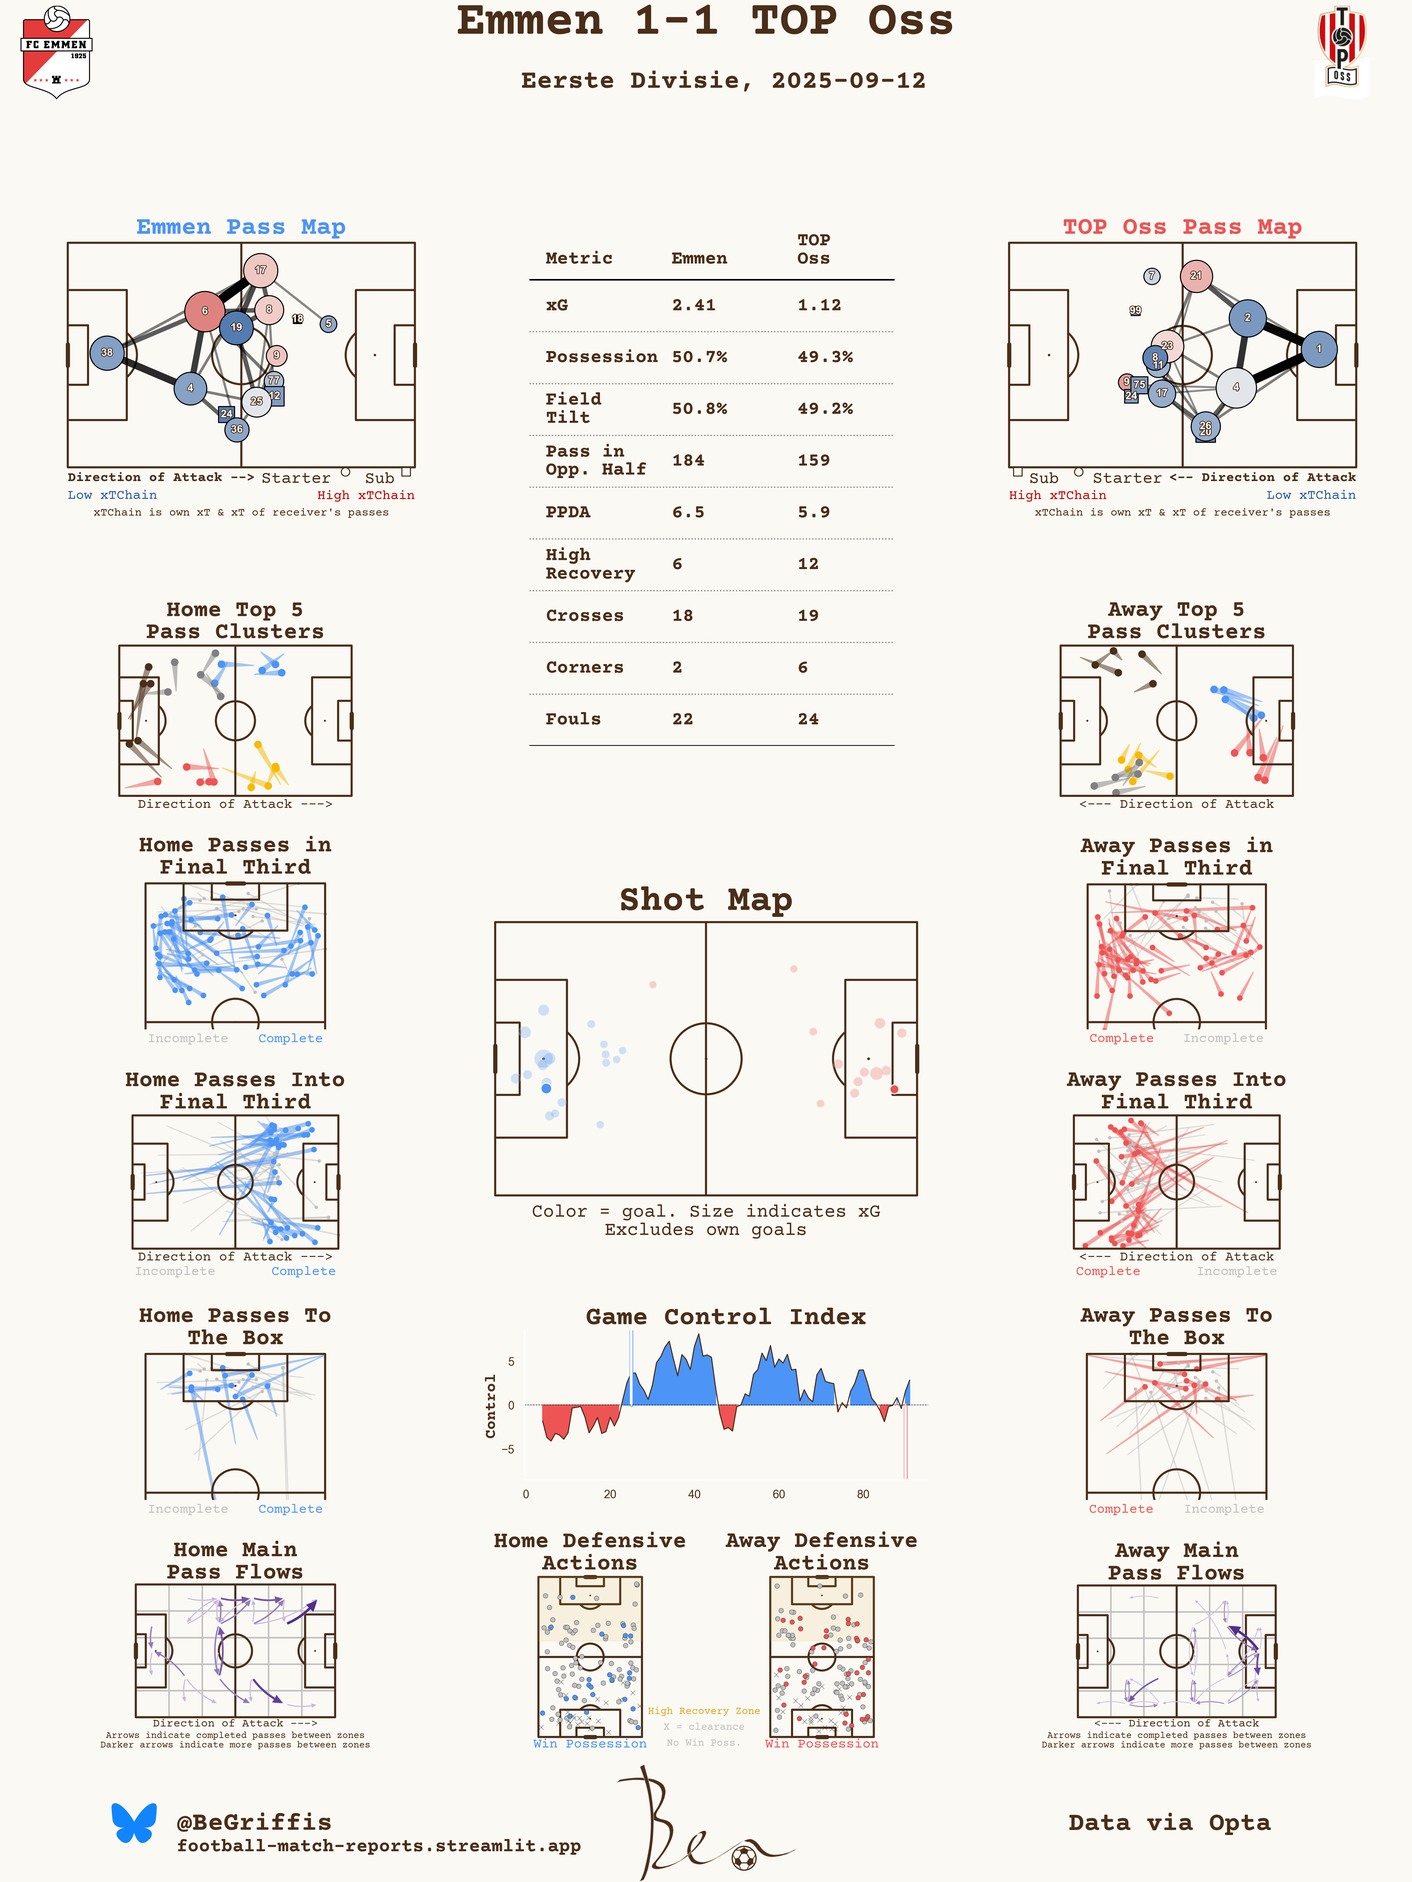 Emmen 1-1 TOP Oss
Eerste Divisie, 2025-09-12
FC EMMEN
1925
TOP
OSS
Emmen Pass Map
17
6
8
18
5
19
38
9
77
4
12
25
24
36
Direction of Attack --> Starter Sub
Low xTChain High xTChain
xTChain is own xT & xT of receiver's passes
Metric Emmen TOP Oss
xG 2.41 1.12
Possession 50.7% 49.3%
Field Tilt 50.8% 49.2%
Pass in Opp. Half 184 159
PPDA 6.5 5.9
High Recovery 6 12
Crosses 18 19
Corners 2 6
Fouls 22 24
TOP Oss Pass Map
7
21
99
2
23
1
8
11
9
75
4
24
17
26
20
Sub Starter <-- Direction of Attack
High xTChain Low xTChain
xTChain is own xT & xT of receiver's passes
Home Top 5
Pass Clusters
Direction of Attack --->
Away Top 5
Pass Clusters
<--- Direction of Attack
Home Passes in
Final Third
Incomplete Complete
Shot Map
Color = goal. Size indicates xG
Excludes own goals
Away Passes in
Final Third
Complete Incomplete
Home Passes Into
Final Third
Direction of Attack --->
Incomplete Complete
Away Passes Into
Final Third
<--- Direction of Attack
Complete Incomplete
Home Passes To
The Box
Incomplete Complete
Game Control Index
Control
5
0
−5
0 20 40 60 80
Away Passes To
The Box
Complete Incomplete
Home Main
Pass Flows
Direction of Attack --->
Arrows indicate completed passes between zones
Darker arrows indicate more passes between zones
Home Defensive
Actions
Win Possession
High Recovery Zone
X = clearance
No Win Poss.
Away Defensive
Actions
Win Possession
Away Main
Pass Flows
<--- Direction of Attack
Arrows indicate completed passes between zones
Darker arrows indicate more passes between zones
@BeGriffis
football-match-reports.streamlit.app
Ben
Data via Opta